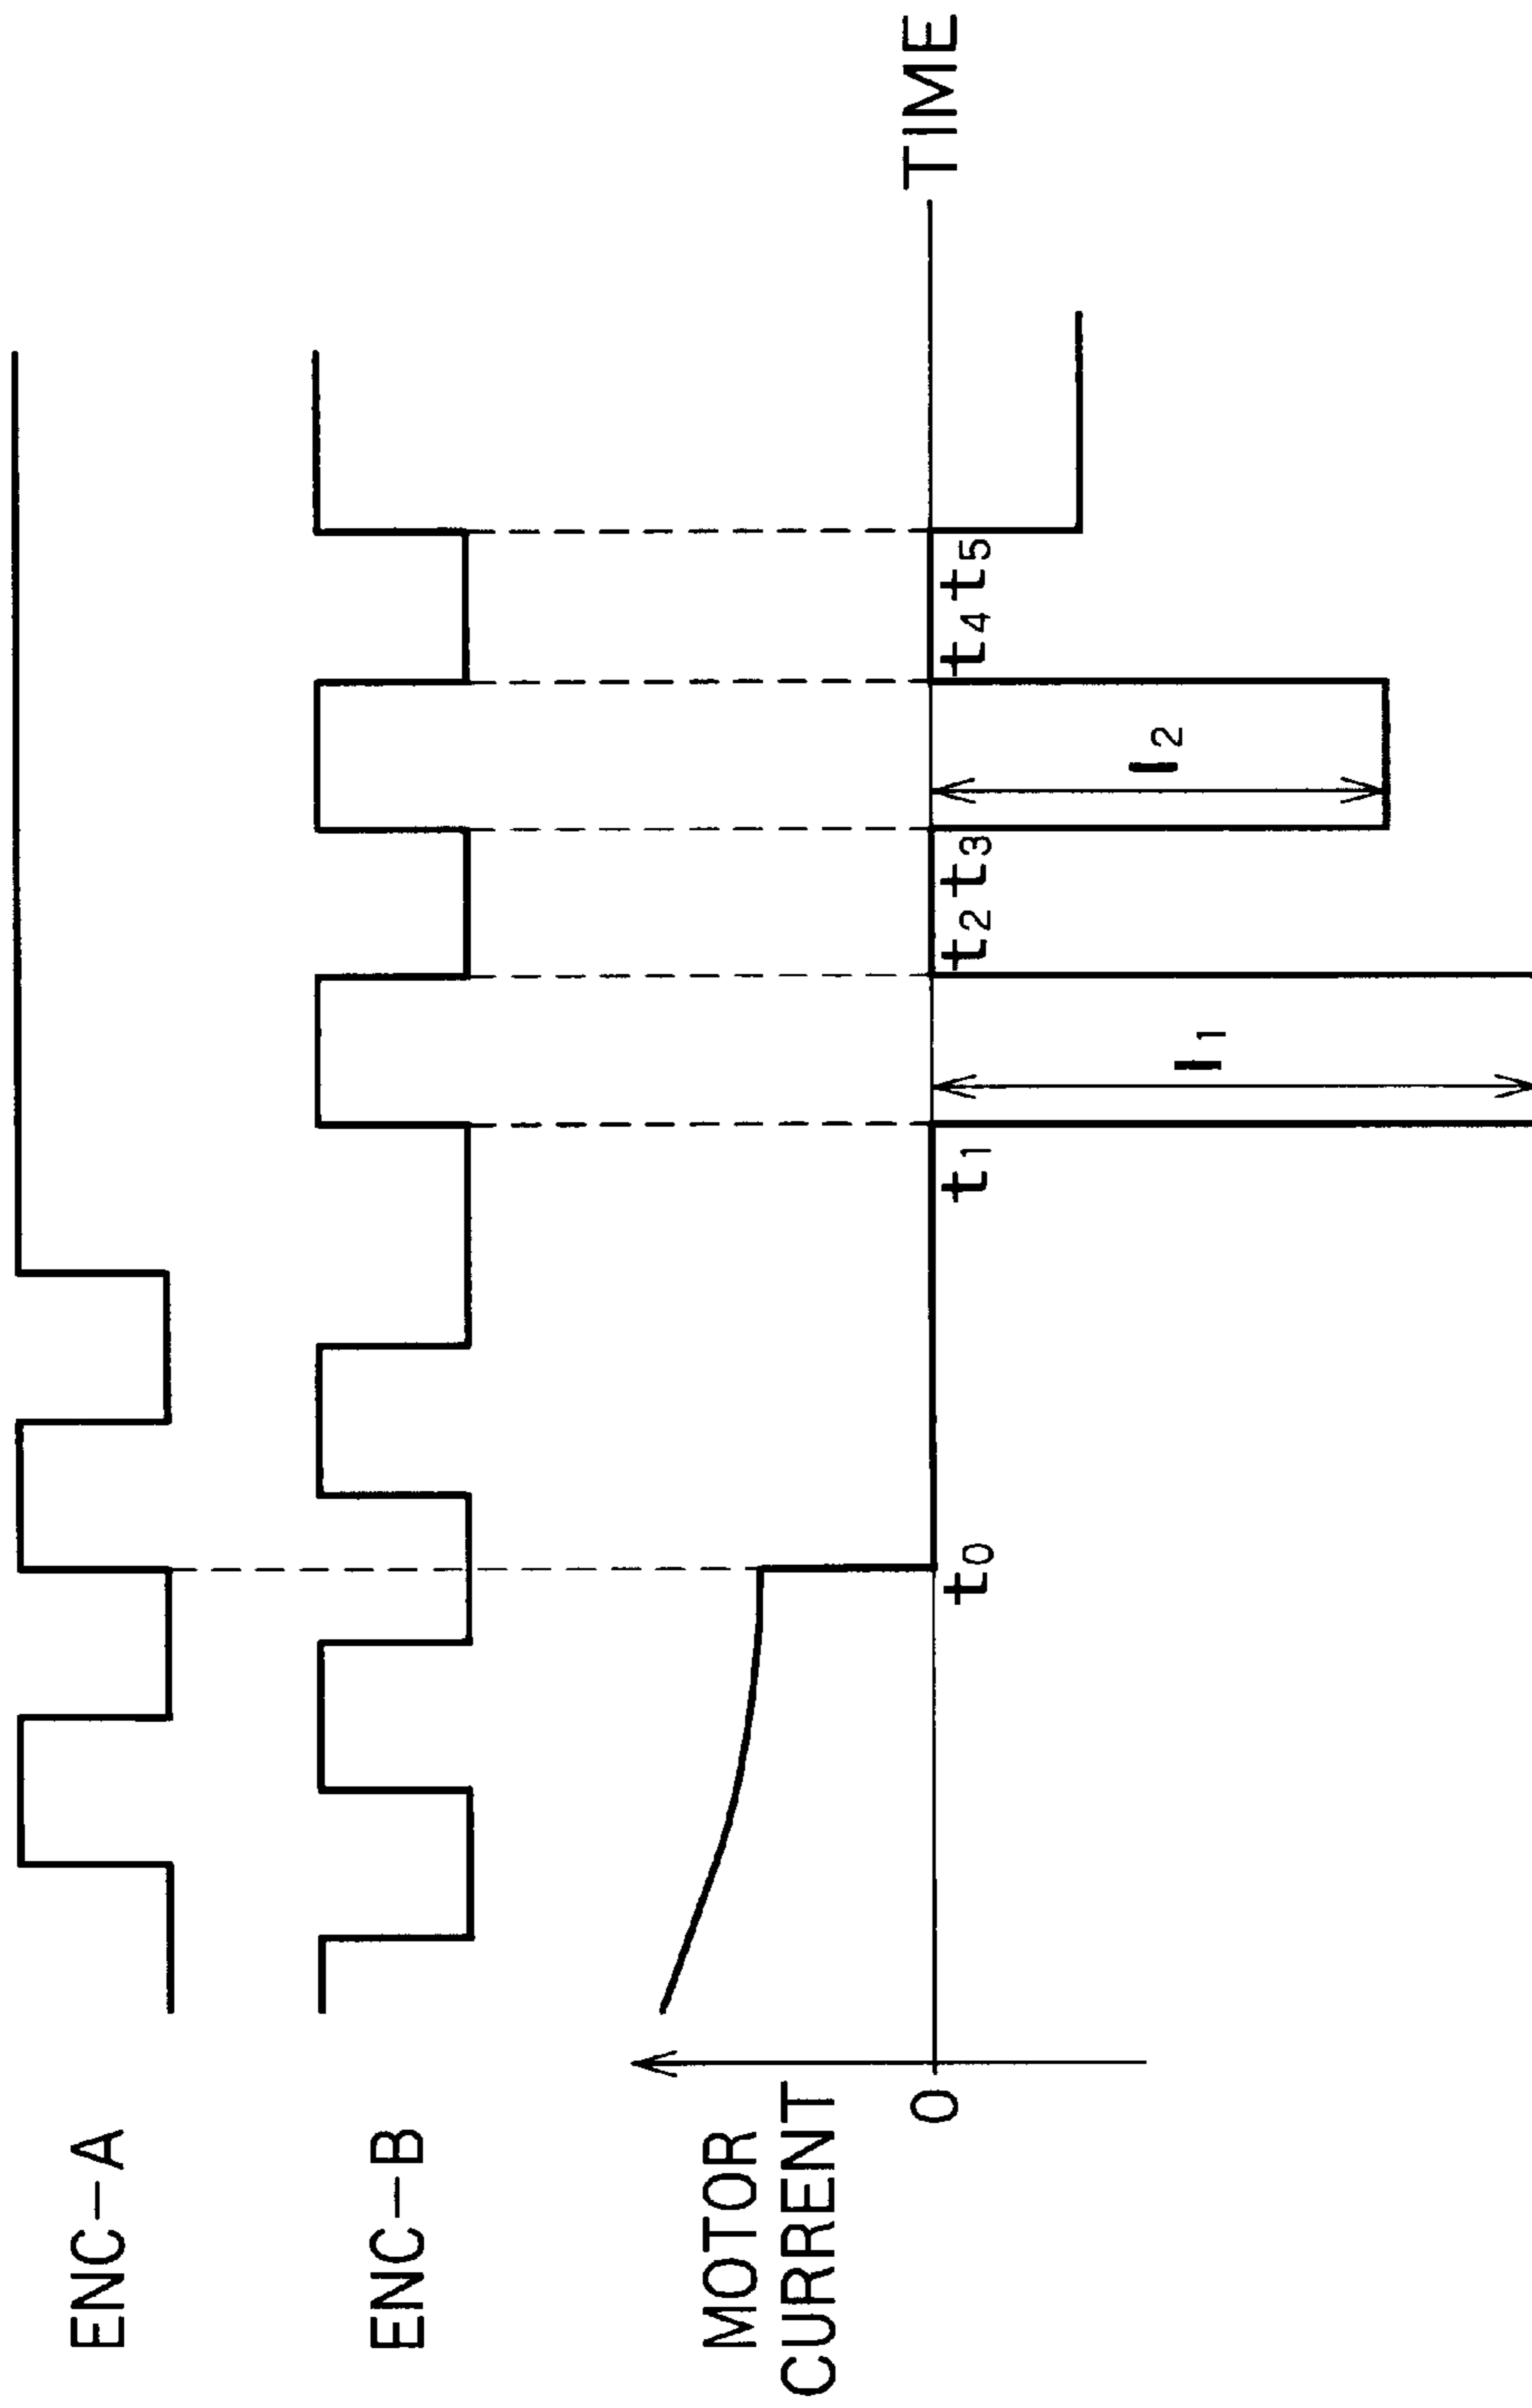 ENC-A
ENC-B
MOTOR
CURRENT
0
t0
t1
t2
t3
t4
t5
I1
I2
TIME